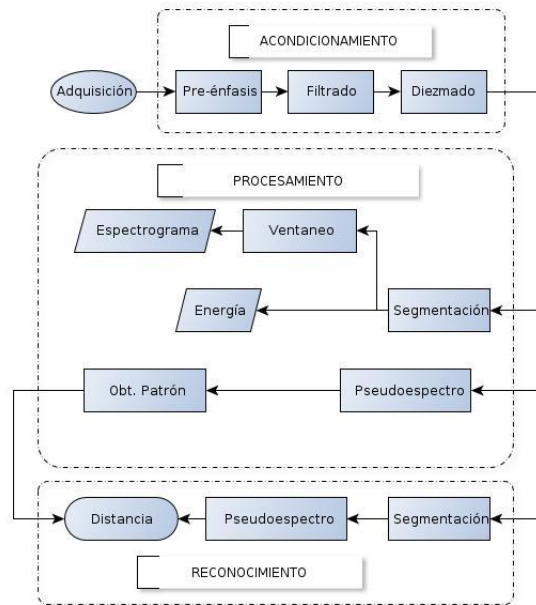 ACONDICIONAMIENTO
Adquisición
Pre-énfasis
Filtrado
Diezmado
PROCESAMIENTO
Espectrograma
Ventaneo
Energía
Segmentación
Obt. Patrón
Pseudoespectro
Distancia
Pseudoespectro
Segmentación
RECONOCIMIENTO